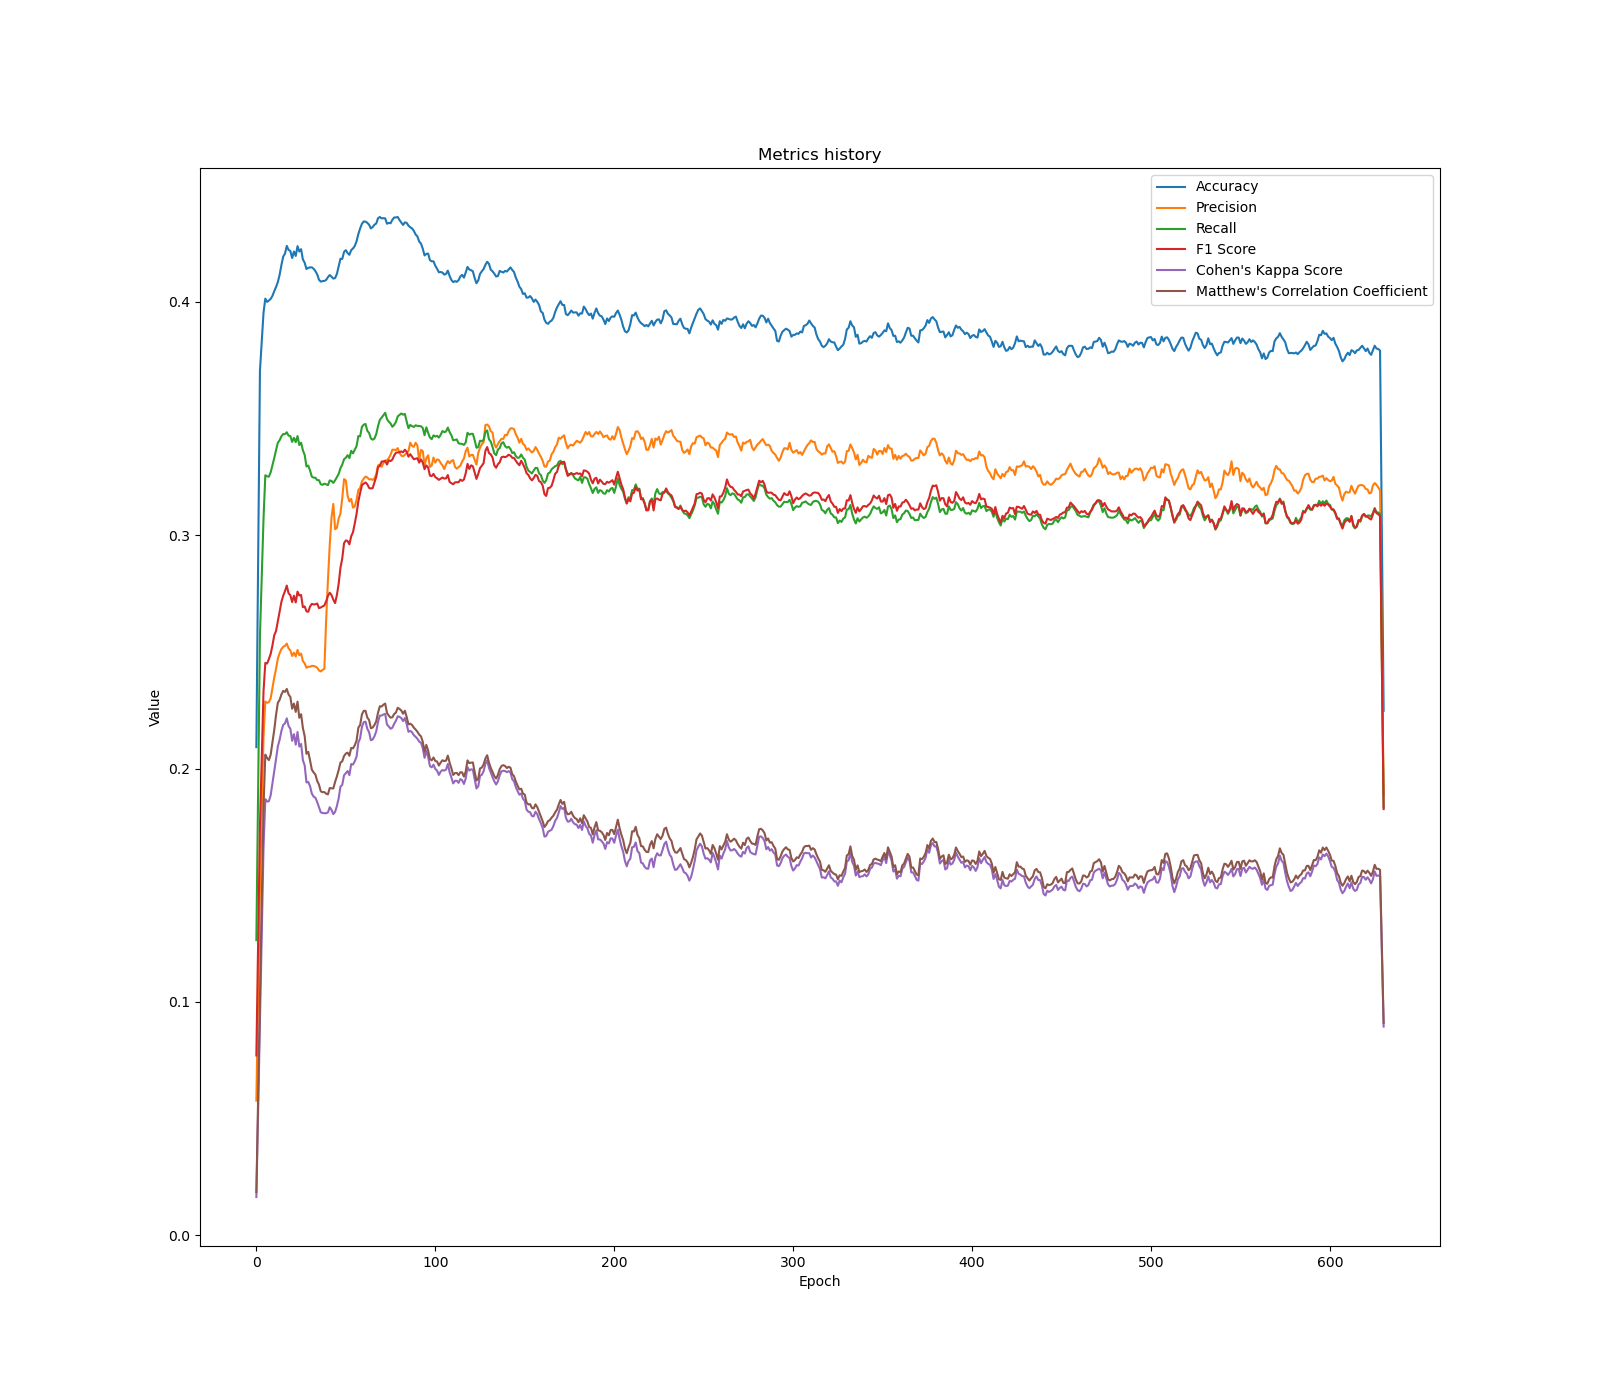 Metrics history
Accuracy
Precision
Recall
F1 Score
Cohen's Kappa Score
Matthew's Correlation Coefficient
0.4
0.3
0.2
0.1
0.0
Value
0 100 200 300 400 500 600
Epoch